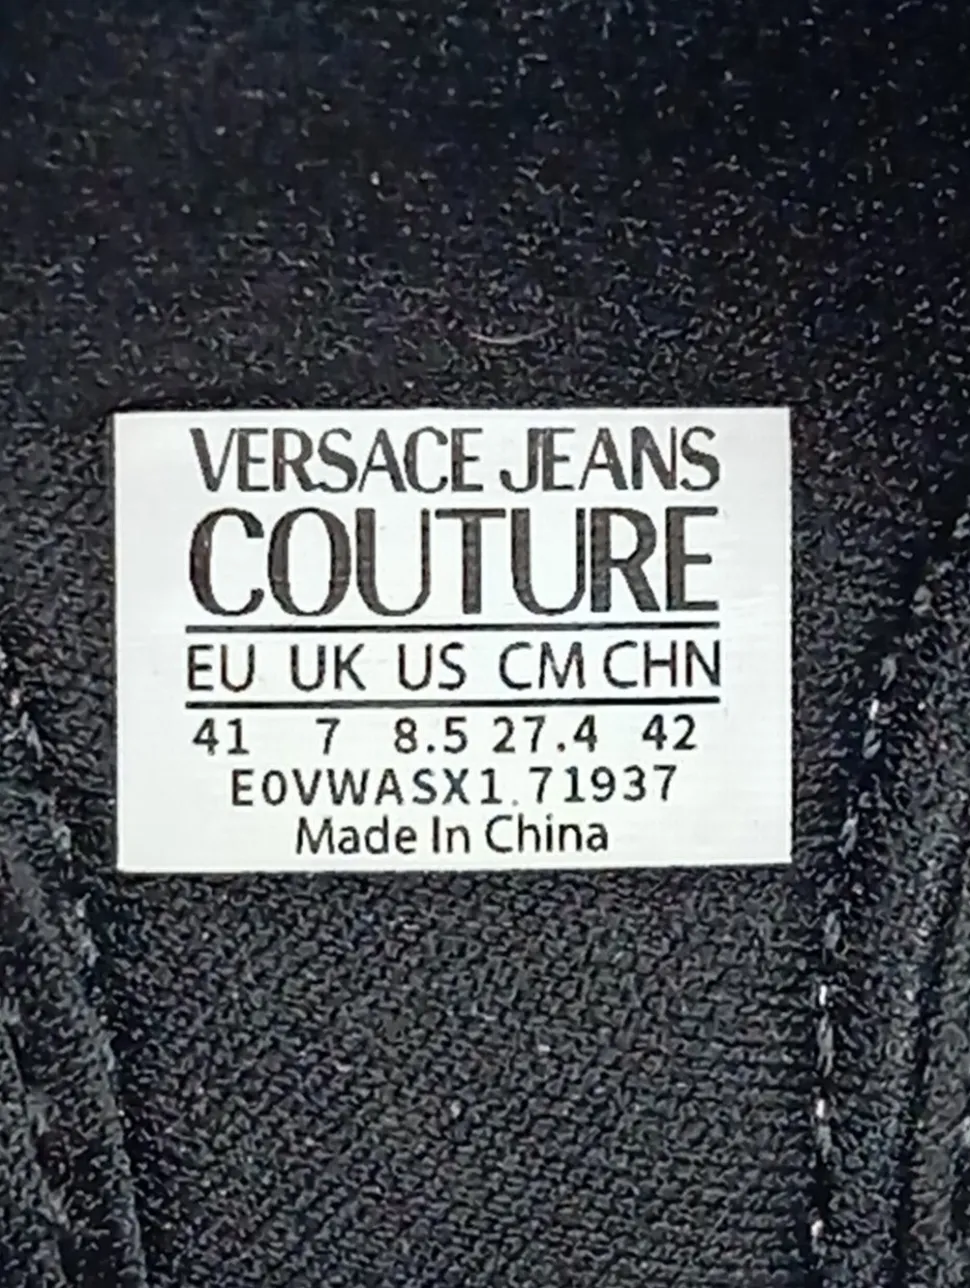 VERSACE JEANS
COUTURE
EU UK US CM CHN
41 7 8.5 27.4 42
E0VWASX1.71937
Made In China